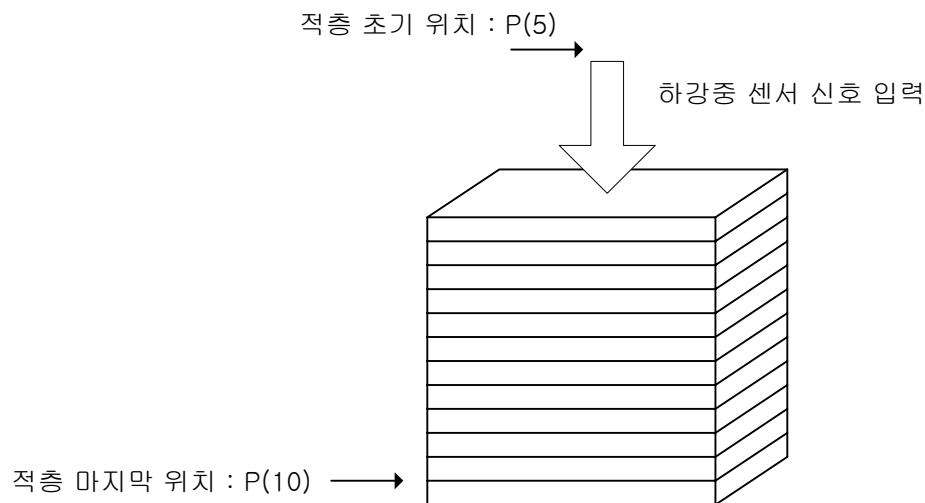 적층 초기 위치 : P(5)
하강중 센서 신호 입력
적층 마지막 위치 : P(10)